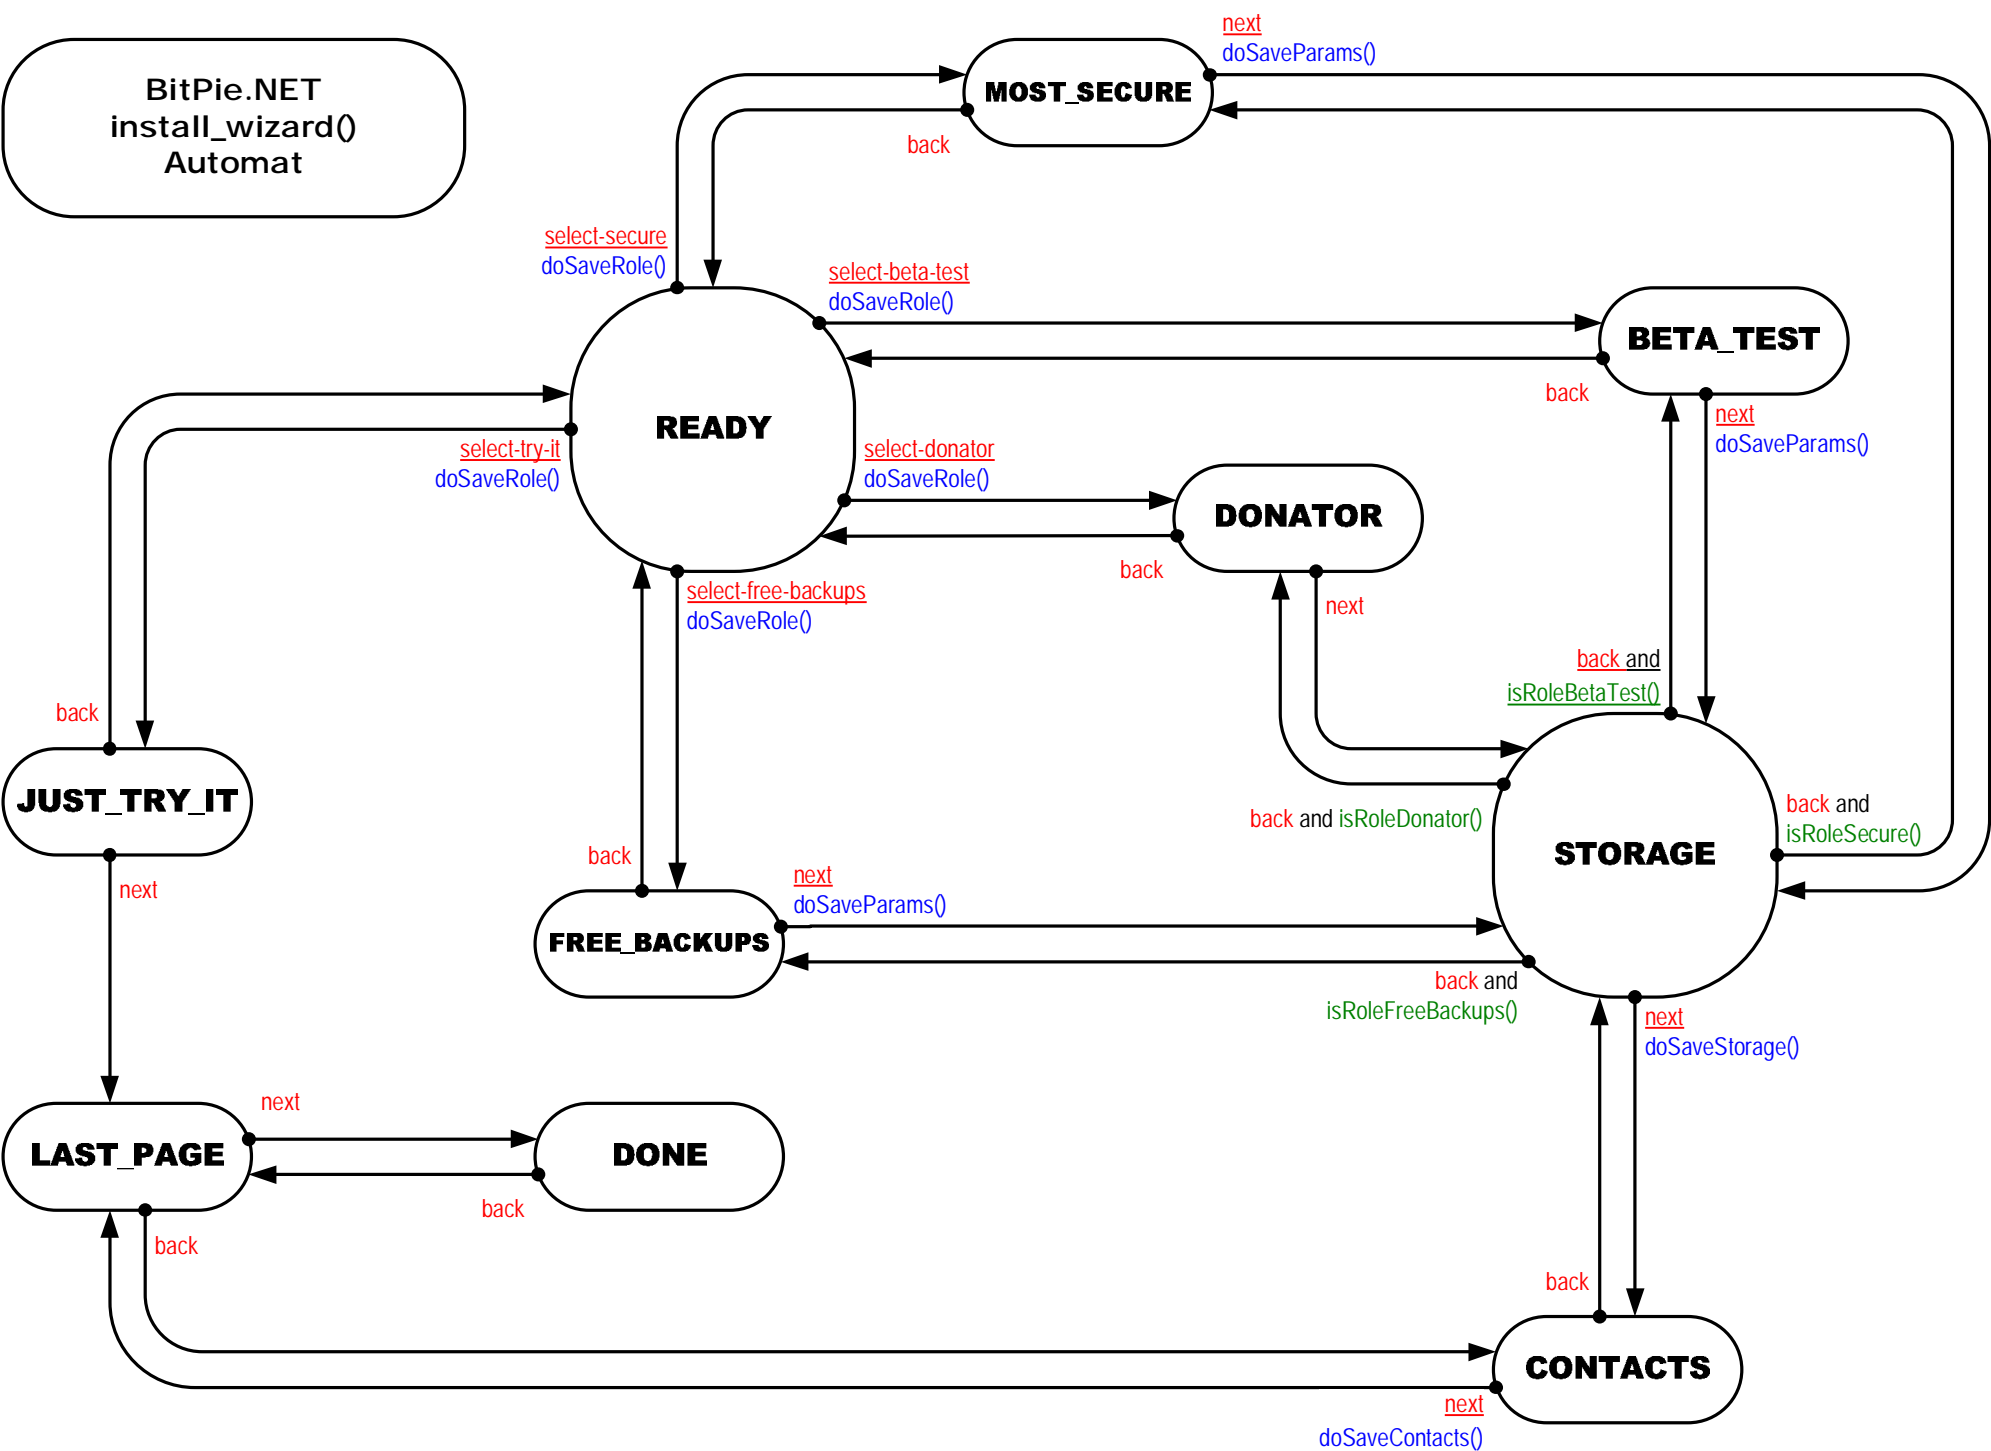 next
doSaveParams()
BitPie.NET
install_wizard()
Automat
MOST_SECURE
back
select-secure
doSaveRole()
select-beta-test
doSaveRole()
BETA_TEST
back
next
doSaveParams()
READY
select-try-it
doSaveRole()
select-donator
doSaveRole()
DONATOR
back
next
select-free-backups
doSaveRole()
back and
isRoleBetaTest()
back
JUST_TRY_IT
next
back and isRoleDonator()
back and
isRoleSecure()
STORAGE
back
next
doSaveParams()
FREE_BACKUPS
back and
isRoleFreeBackups()
next
doSaveStorage()
next
LAST_PAGE
DONE
back
back
back
CONTACTS
next
doSaveContacts()